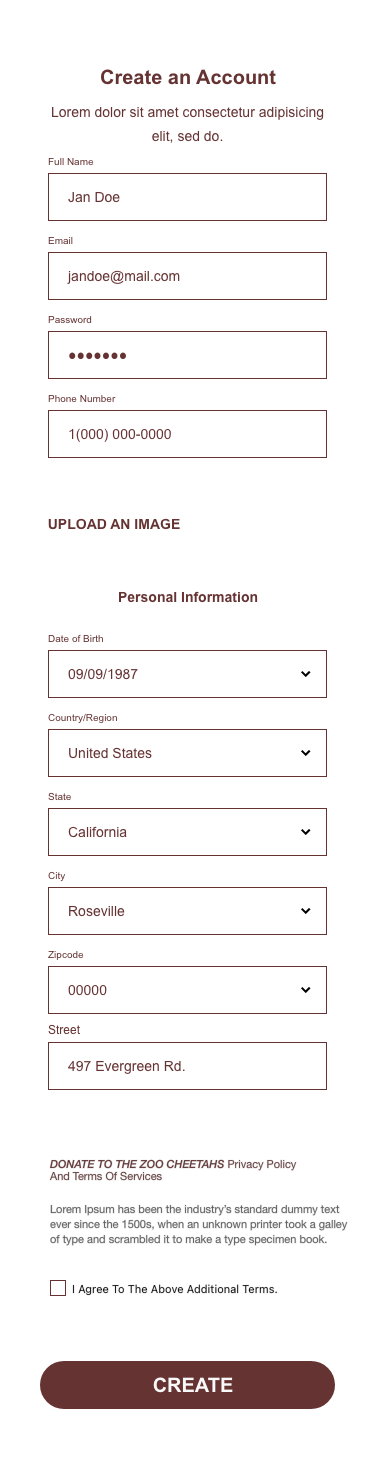 Create an Account
Lorem dolor sit amet consectetur adipisicing
elit, sed do.
Full Name
Jan Doe
Email
jandoe@mail.com
Password
●●●●●●●
Phone Number
1(000) 000-0000
UPLOAD AN IMAGE
Personal Information
Date of Birth
09/09/1987
Country/Region
United States
State
California
City
Roseville
Zipcode
00000
Street
497 Evergreen Rd.
DONATE TO THE ZOO CHEETAHS Privacy Policy
And Terms Of Services
Lorem Ipsum has been the industry’s standard dummy text
ever since the 1500s, when an unknown printer took a galley
of type and scrambled it to make a type specimen book.
I Agree To The Above Additional Terms.
CREATE